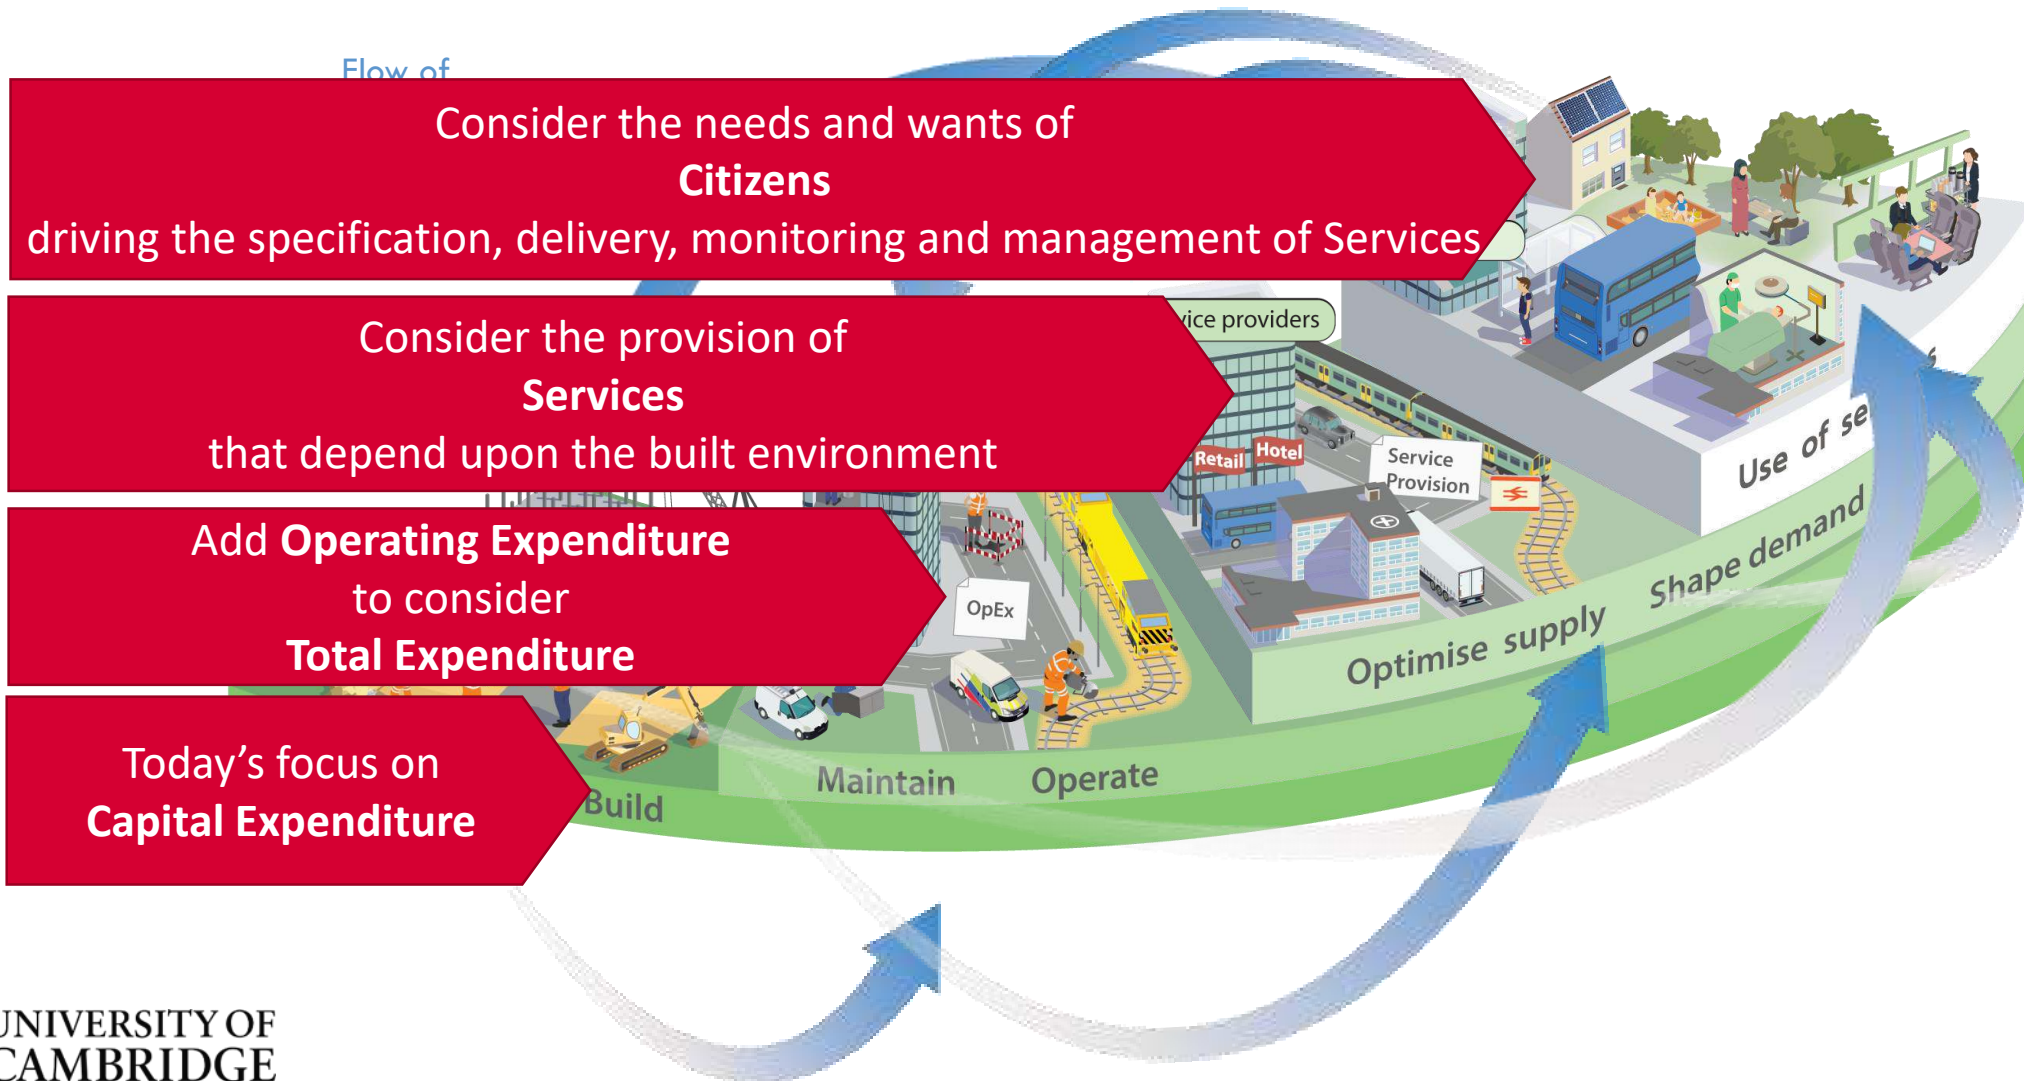 Flow of
Consider the needs and wants of
Citizens
driving the specification, delivery, monitoring and management of Services
Consider the provision of
Services
that depend upon the built environment
Add Operating Expenditure
to consider
Total Expenditure
Today's focus on
Capital Expenditure
providers
Retail
Hotel
Service
Provision
OpEx
Use of
Optimise supply
Shape demand
Maintain
Operate
Build
UNIVERSITY OF
CAMBRIDGE